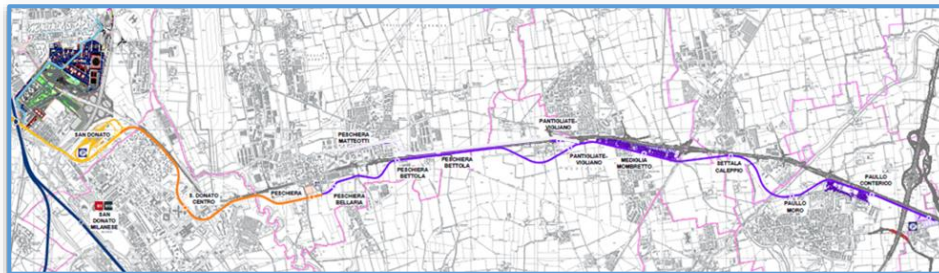 SAN DONATO
SAN
DONATO
MILANESE
S. DONATO
CENTRO
PESCHIERA
PESCHIERA
MATTEOTTI
PESCHIERA
BELLARIA
PESCHIERA
BETTOLA
PESCHIERA
BETTOLA
PANTIGLIATE-
VIGLIANO
PANTIGLIATE-
VIGLIANO
MEDIGLIA
MOMBRETTO
SETTALA
CALEPPIO
PAULLO
MORO
PAULLO
CONTERICO